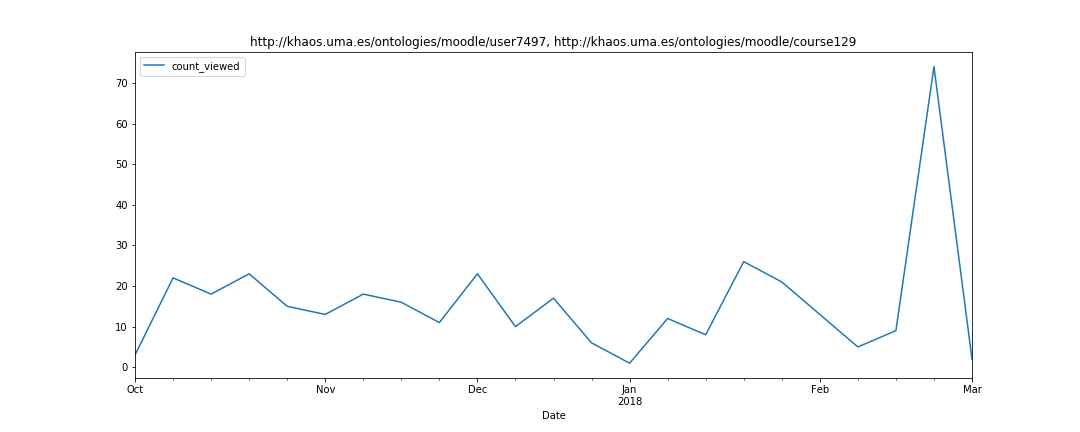 http://khaos.uma.es/ontologies/moodle/user7497, http://khaos.uma.es/ontologies/moodle/course129
count_viewed
70
60
50
40
30
20
10
0
Oct Nov Dec Jan Feb Mar
2018
Date